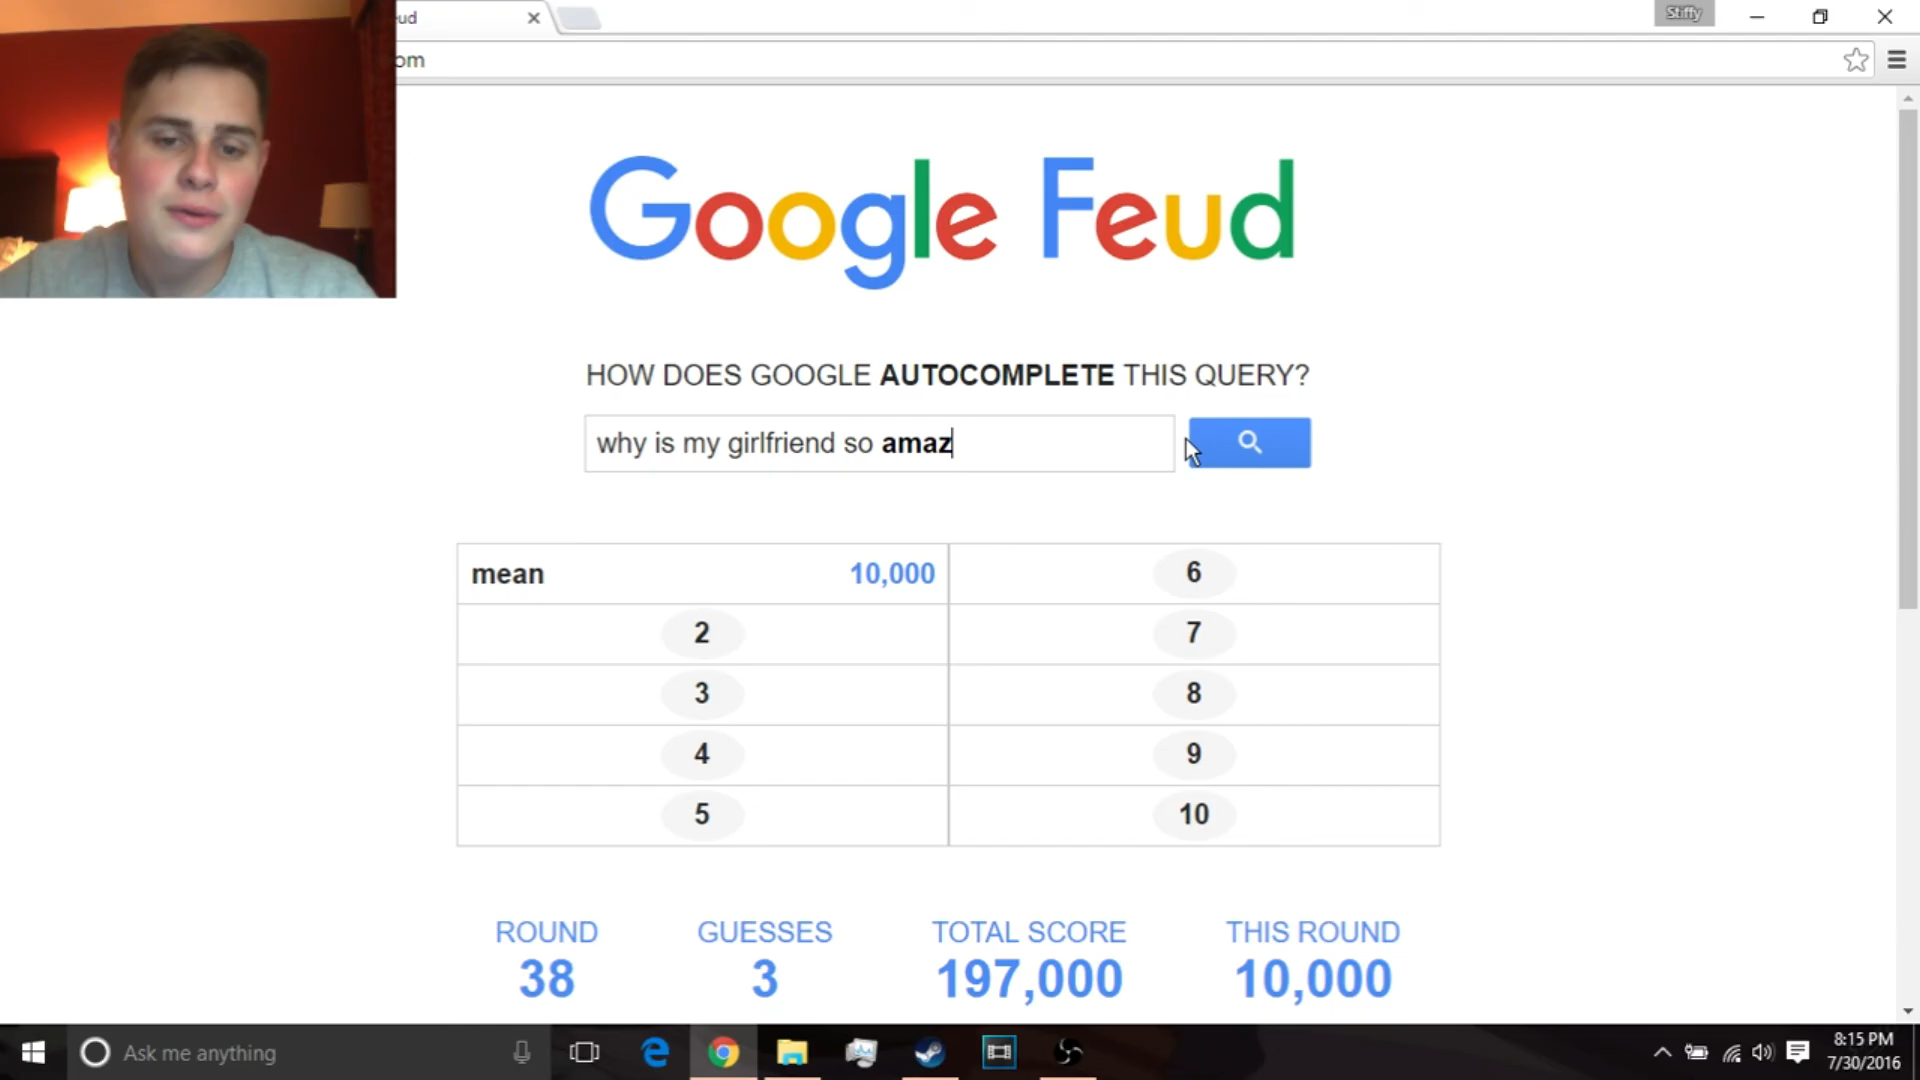 ud
Stiffy
om
Google Feud
HOW DOES GOOGLE AUTOCOMPLETE THIS QUERY?
why is my girlfriend so amaz
mean 10,000 6
2 7
3 8
4 9
5 10
ROUND GUESSES TOTAL SCORE THIS ROUND
38 3 197,000 10,000
Ask me anything
8:15 PM
7/30/2016